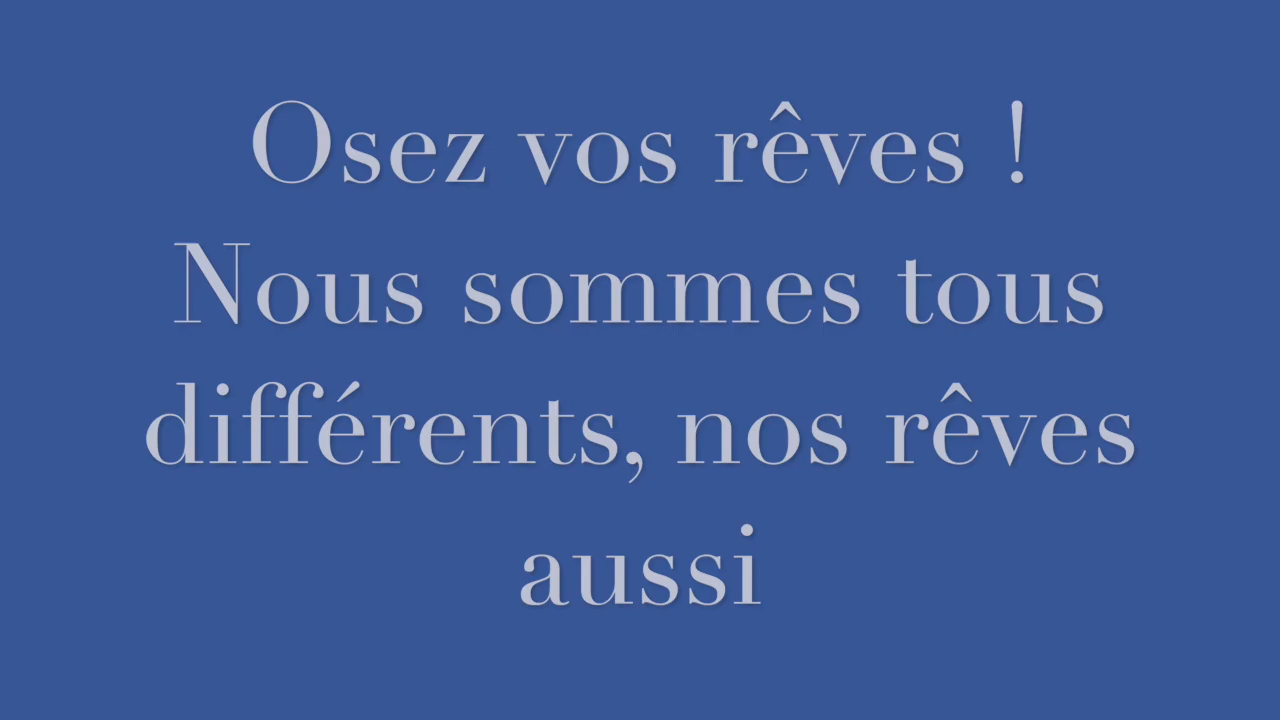 Osez vos rêves !
Nous sommes tous
différents, nos rêves
aussi